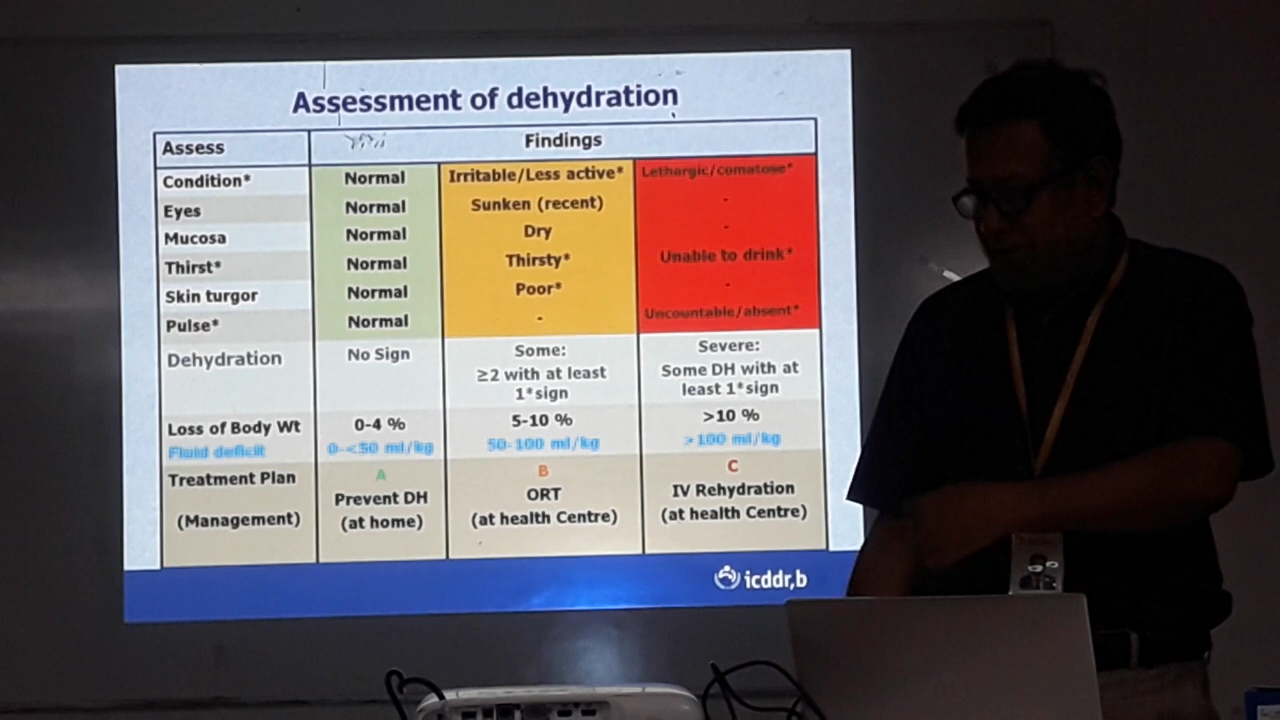 Assessment of dehydration
Assess Findings
Condition* Normal Irritable/Less active* Lethargic/comatose*
Eyes Normal Sunken (recent) -
Mucosa Normal Dry -
Thirst* Normal Thirsty* Unable to drink*
Skin turgor Normal Poor* -
Pulse* Normal - Uncountable/absent*
Dehydration No Sign Some: Severe:
≥2 with at least Some DH with at
1*sign least 1*sign
Loss of Body Wt 0-4 % 5-10 % >10 %
Fluid deficit 0-<50 ml/kg 50-100 ml/kg >100 ml/kg
Treatment Plan A B C
Prevent DH ORT IV Rehydration
(Management) (at home) (at health Centre) (at health Centre)
icddr,b